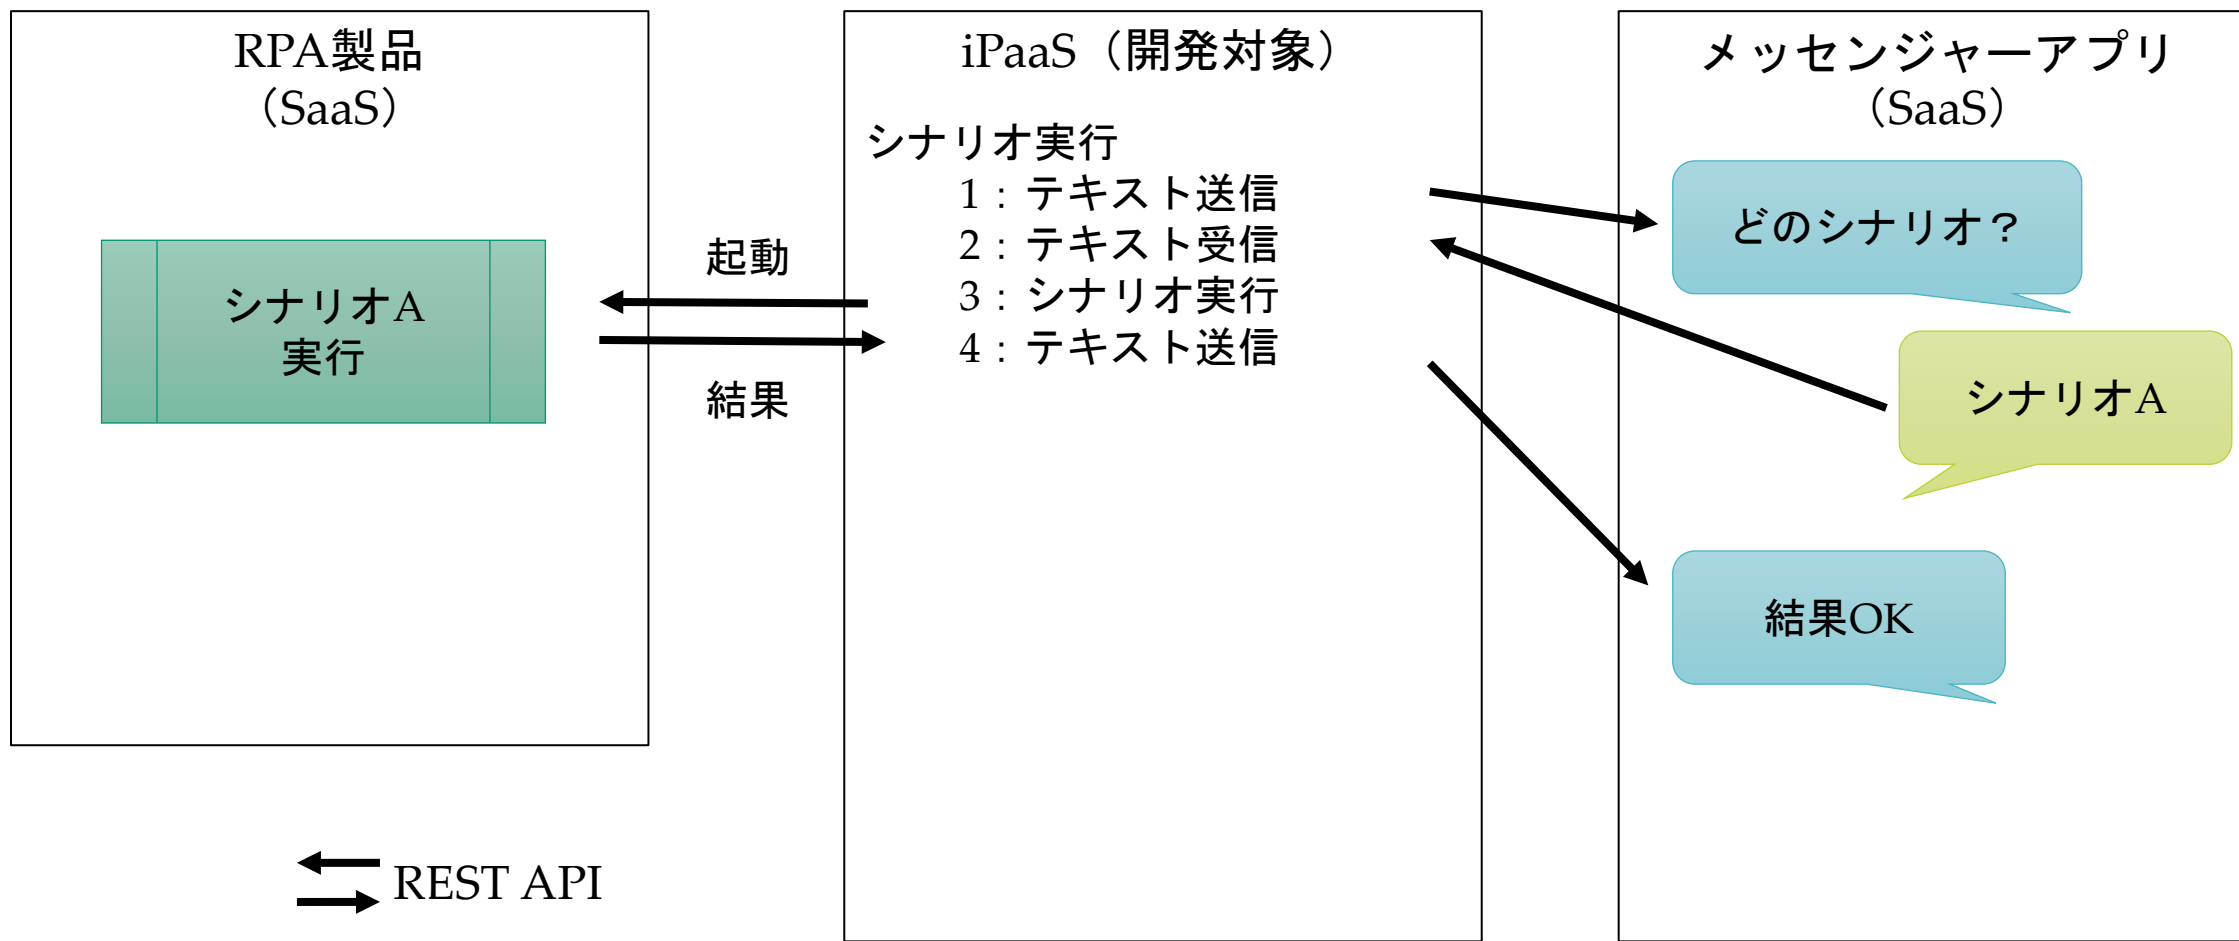 RPA製品
（SaaS）
シナリオA
実行
起動
結果
iPaaS（開発対象）
シナリオ実行
1：テキスト送信
2：テキスト受信
3：シナリオ実行
4：テキスト送信
メッセンジャーアプリ
（SaaS）
どのシナリオ？
シナリオA
結果OK
REST API